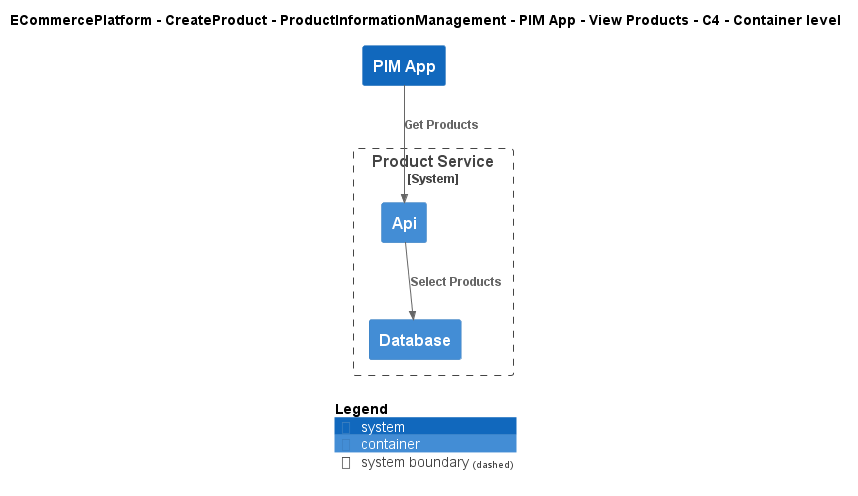 ECommercePlatform - CreateProduct - ProductInformationManagement - PIM App - View Products - C4 - Container level
PIM App
Get Products
Product Service
[System]
Api
Select Products
Database
Legend
system
container
system boundary (dashed)